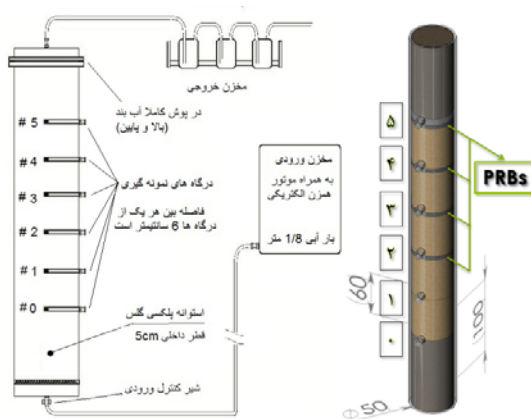 مخزن خروجی
در پوش کاملا آب بند
(بالا و پایین)
# 5
# 4
# 3
# 2
# 1
# 0
درگاه های نمونه گیری
فاصله بین هر یک از
درگاه ها 6 سانتیمتر است
استوانه پلکسی گلس
قطر داخلی 5cm
شیر کنترل ورودی
مخزن ورودی
به همراه موتور
همزن الکتریکی
بار آبی 1/8 متر
۵
۴
۳
۲
۱
۰
PRBs
60
100
∅ 50